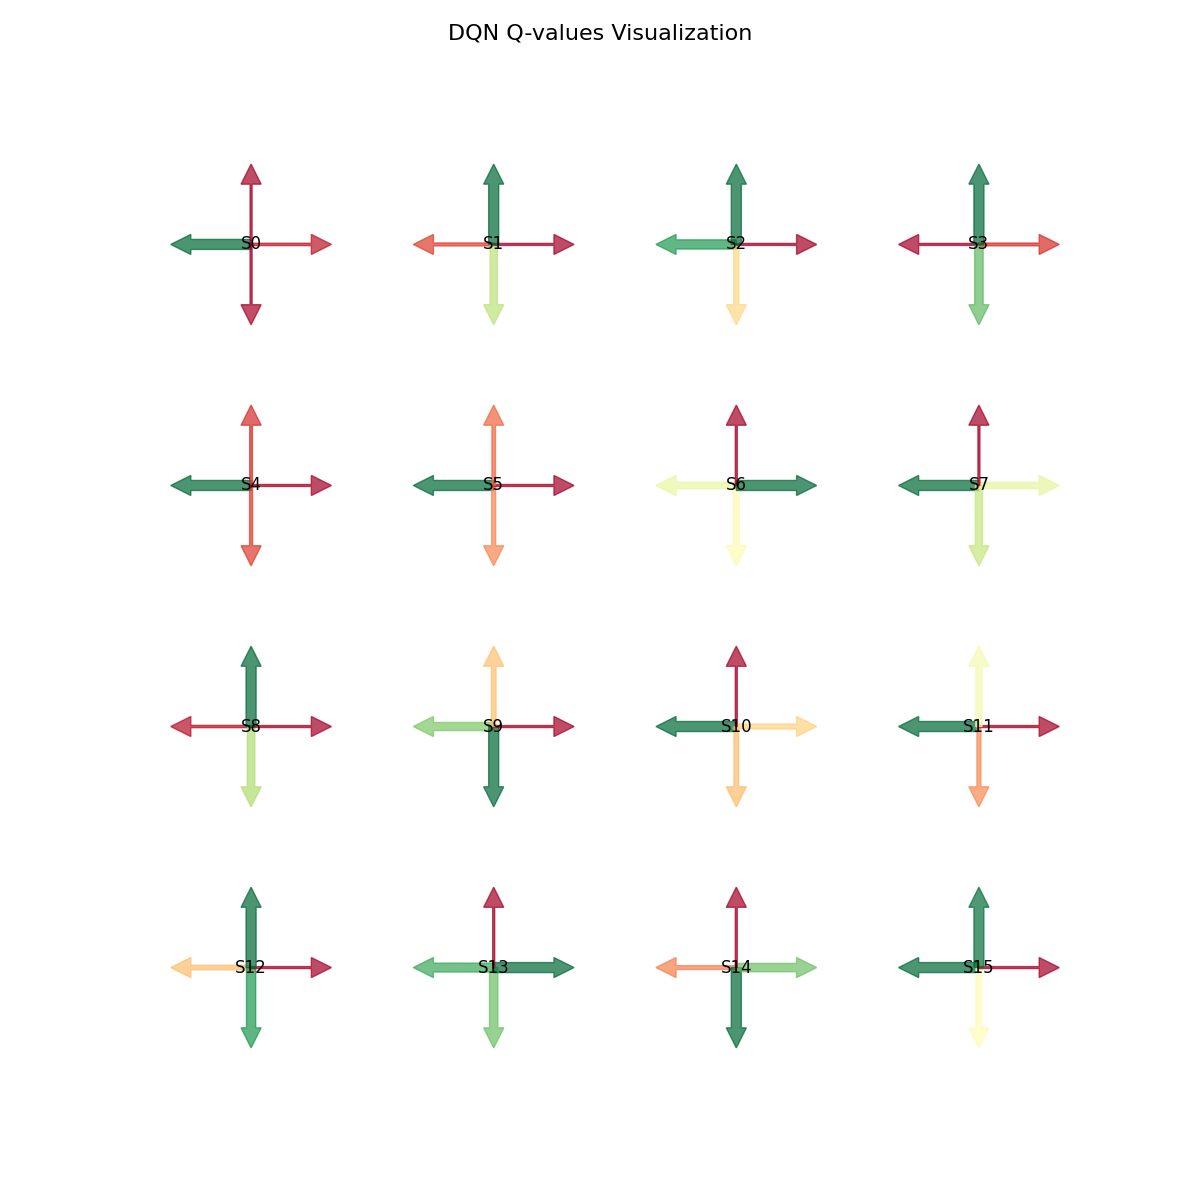 DQN Q-values Visualization
S0 S1 S2 S3
S4 S5 S6 S7
S8 S9 S10 S11
S12 S13 S14 S15